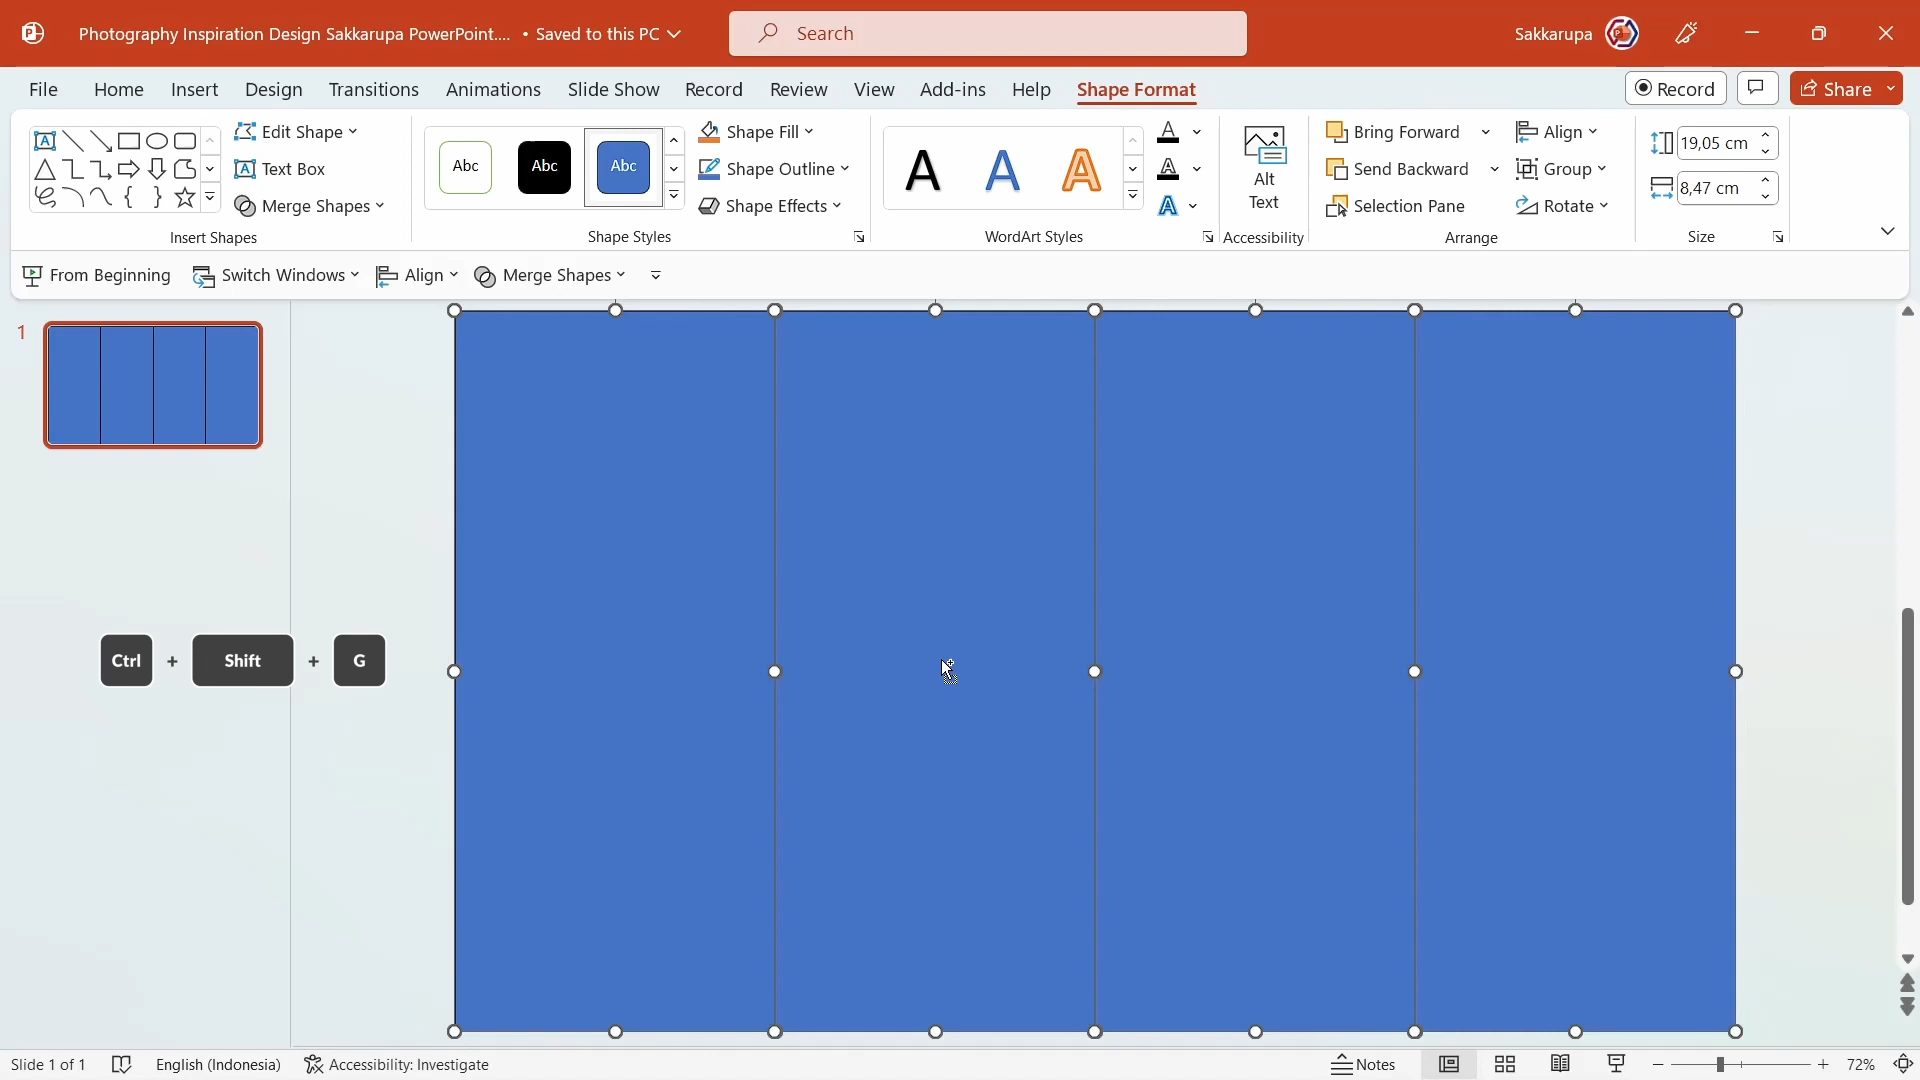 Photography Inspiration Design Sakkarupa PowerPoint.... • Saved to this PC
Search
Sakkarupa
File Home Insert Design Transitions Animations Slide Show Record Review View Add-ins Help Shape Format
Record
Share
Edit Shape
Text Box
Merge Shapes
Insert Shapes
Abc Abc Abc
Shape Fill
Shape Outline
Shape Effects
Shape Styles
A A A
A
A
A
WordArt Styles
Alt
Text
Accessibility
Bring Forward
Send Backward
Selection Pane
Align
Group
Rotate
Arrange
19,05 cm
8,47 cm
Size
From Beginning Switch Windows Align Merge Shapes
1
Ctrl + Shift + G
Slide 1 of 1 English (Indonesia) Accessibility: Investigate Notes 72%